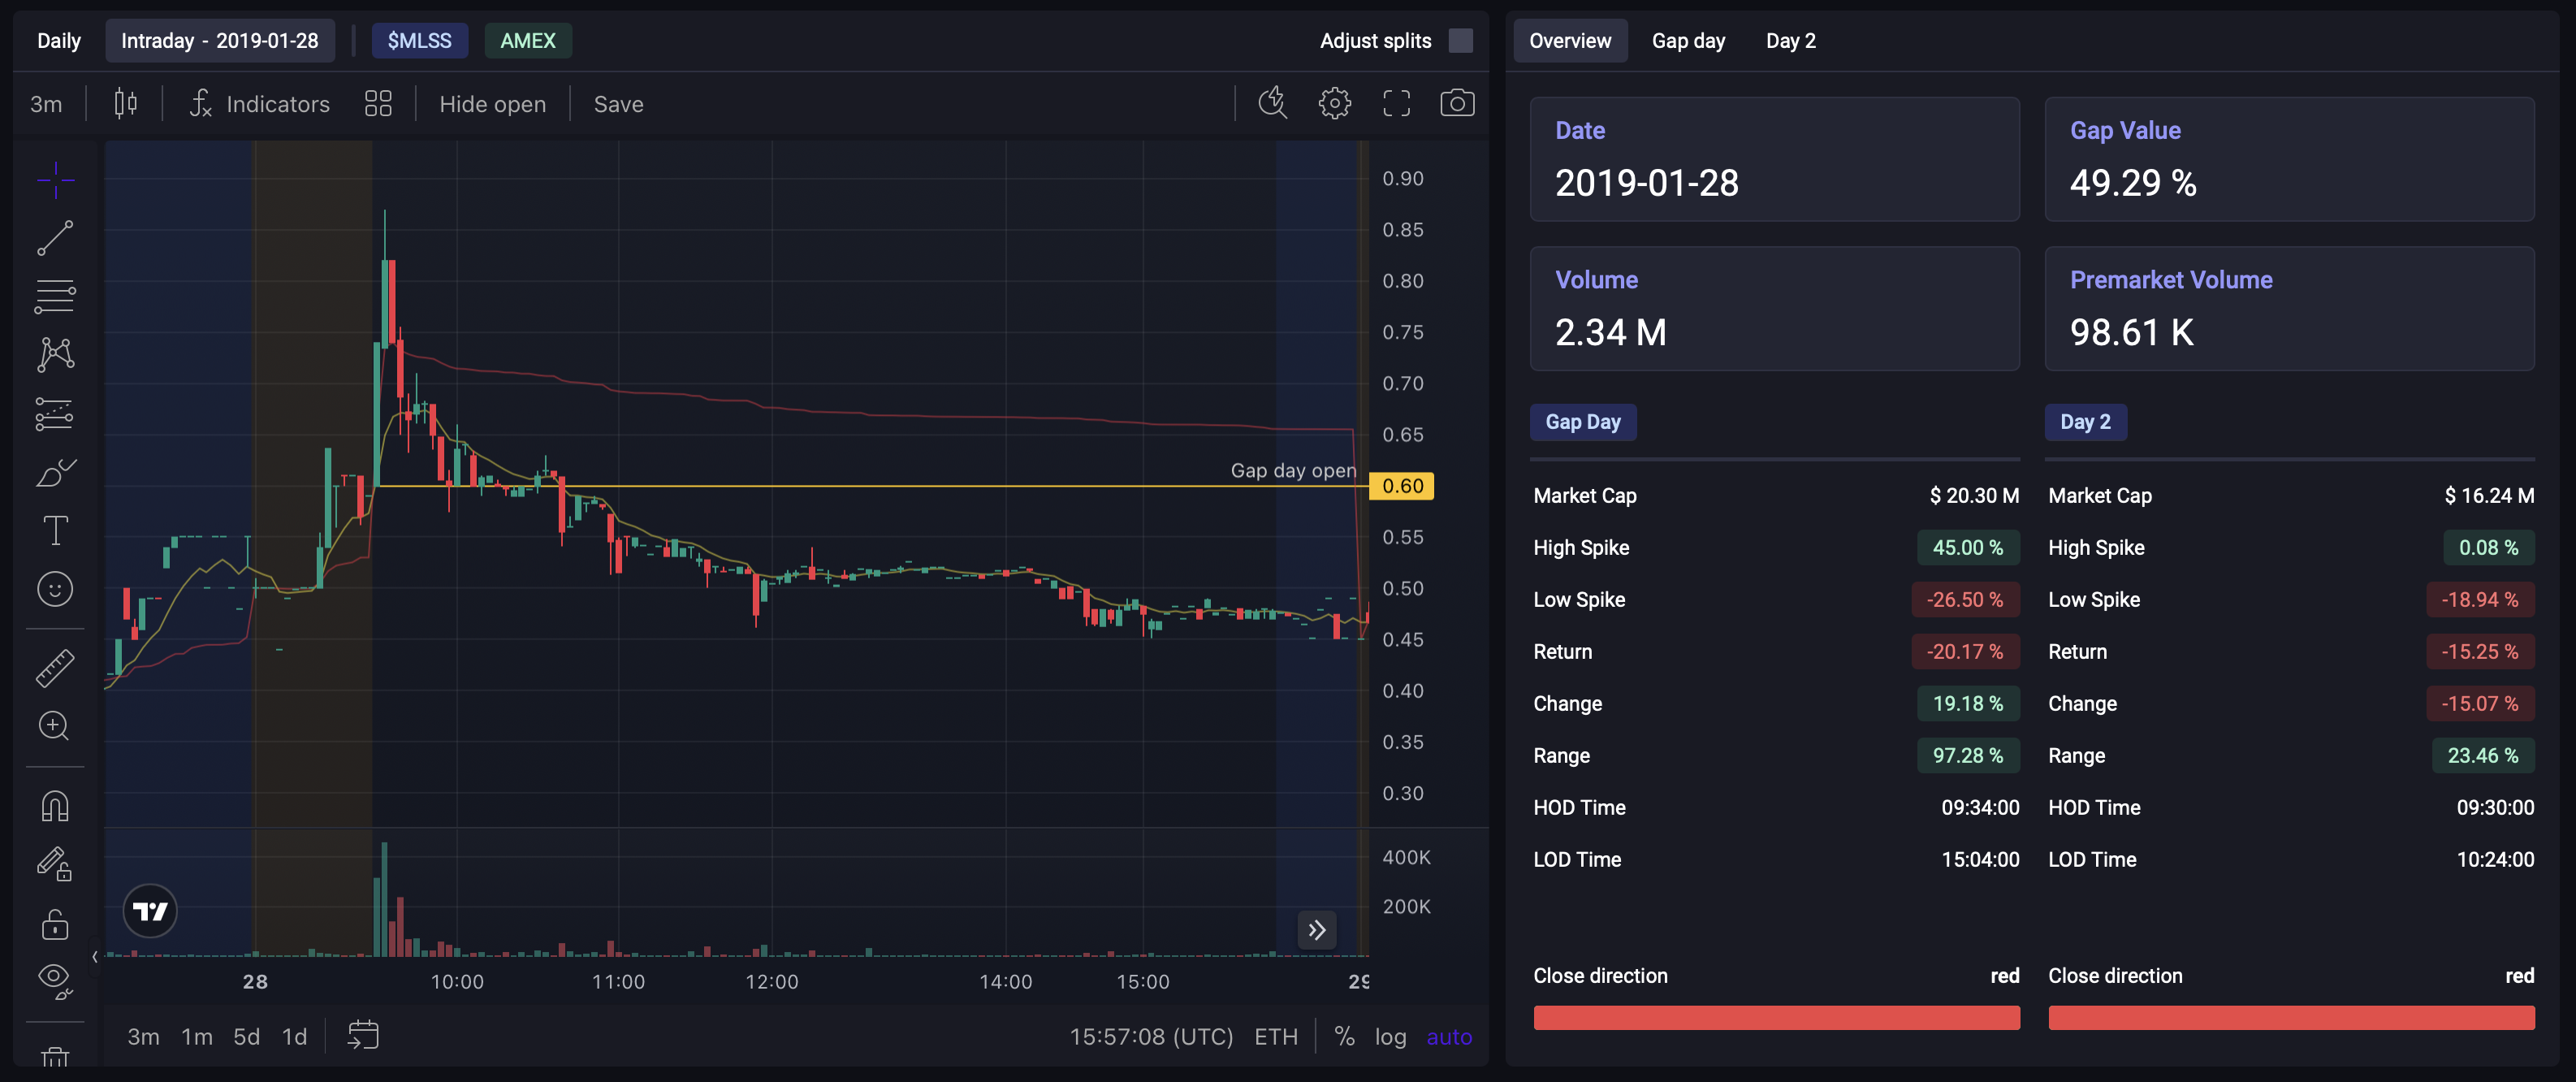 Daily Intraday - 2019-01-28 $MLSS AMEX Adjust splits
3m Indicators Hide open Save
0.90
0.85
0.80
0.75
0.70
0.65
Gap day open 0.60
0.55
0.50
0.45
0.40
0.35
0.30
400K
200K
28 10:00 11:00 12:00 14:00 15:00 29
3m 1m 5d 1d 15:57:08 (UTC) ETH % log auto
Overview Gap day Day 2
Date
2019-01-28
Gap Value
49.29 %
Volume
2.34 M
Premarket Volume
98.61 K
Gap Day
Market Cap $ 20.30 M
High Spike 45.00 %
Low Spike -26.50 %
Return -20.17 %
Change 19.18 %
Range 97.28 %
HOD Time 09:34:00
LOD Time 15:04:00
Close direction red
Day 2
Market Cap $ 16.24 M
High Spike 0.08 %
Low Spike -18.94 %
Return -15.25 %
Change -15.07 %
Range 23.46 %
HOD Time 09:30:00
LOD Time 10:24:00
Close direction red